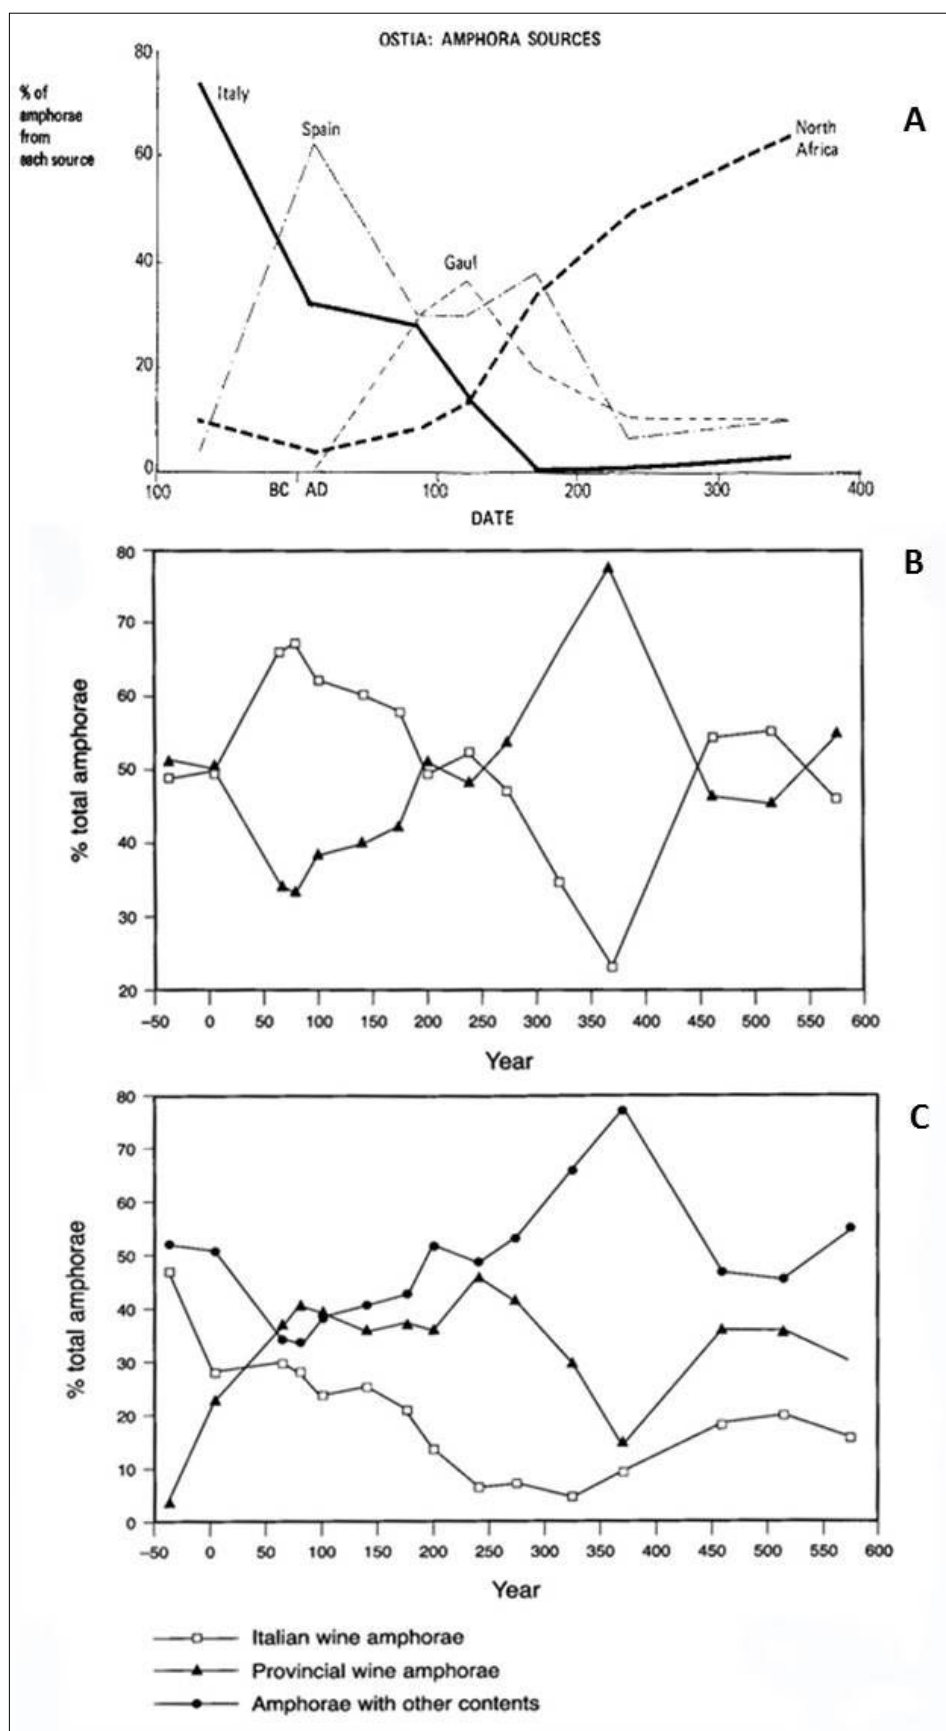 OSTIA: AMPHORA SOURCES
A
% of
amphorae
from
each source
80
60
40
20
0
Italy
Spain
Gaul
North
Africa
100
BC
AD
100
200
300
400
DATE
B
% total amphorae
80
70
60
50
40
30
20
−50
0
50
100
150
200
250
300
350
400
450
500
550
600
Year
C
% total amphorae
80
70
60
50
40
30
20
10
0
−50
0
50
100
150
200
250
300
350
400
450
500
550
600
Year
Italian wine amphorae
Provincial wine amphorae
Amphorae with other contents